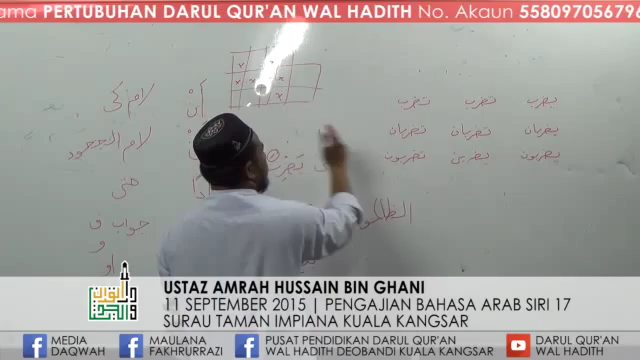 ama PERTUBUHAN DARUL QUR'AN WAL HADITH No. Akaun 558097056796
لام كي
أن
لام الجحود
حتى
جواب ف
و
او
يضرب تضرب تضرب
يضربان تضربان تضربان
يضربون يضربن تضربون
USTAZ AMRAH HUSSAIN BIN GHANI
11 SEPTEMBER 2015 | PENGAJIAN BAHASA ARAB SIRI 17
SURAU TAMAN IMPIANA KUALA KANGSAR
MEDIA DAQWAH
MAULANA FAKHRURRAZI
PUSAT PENDIDIKAN DARUL QUR'AN WAL HADITH DEOBANDI KUALA KANGSAR
DARUL QUR'AN WAL HADITH